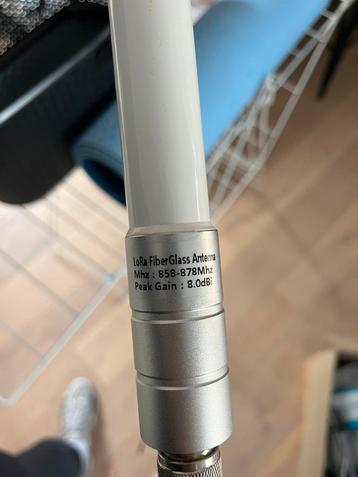 LoRa FiberGlass Antenna
Mhz : 858-878Mhz
Peak Gain : 8.0dBi